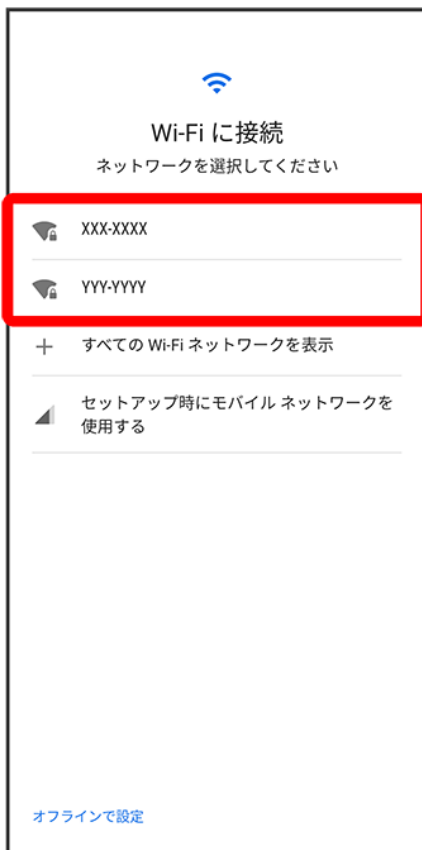 Wi-Fi に接続
ネットワークを選択してください
XXX-XXXX
YYY-YYYY
すべての Wi-Fi ネットワークを表示
セットアップ時にモバイル ネットワークを
使用する
オフラインで設定